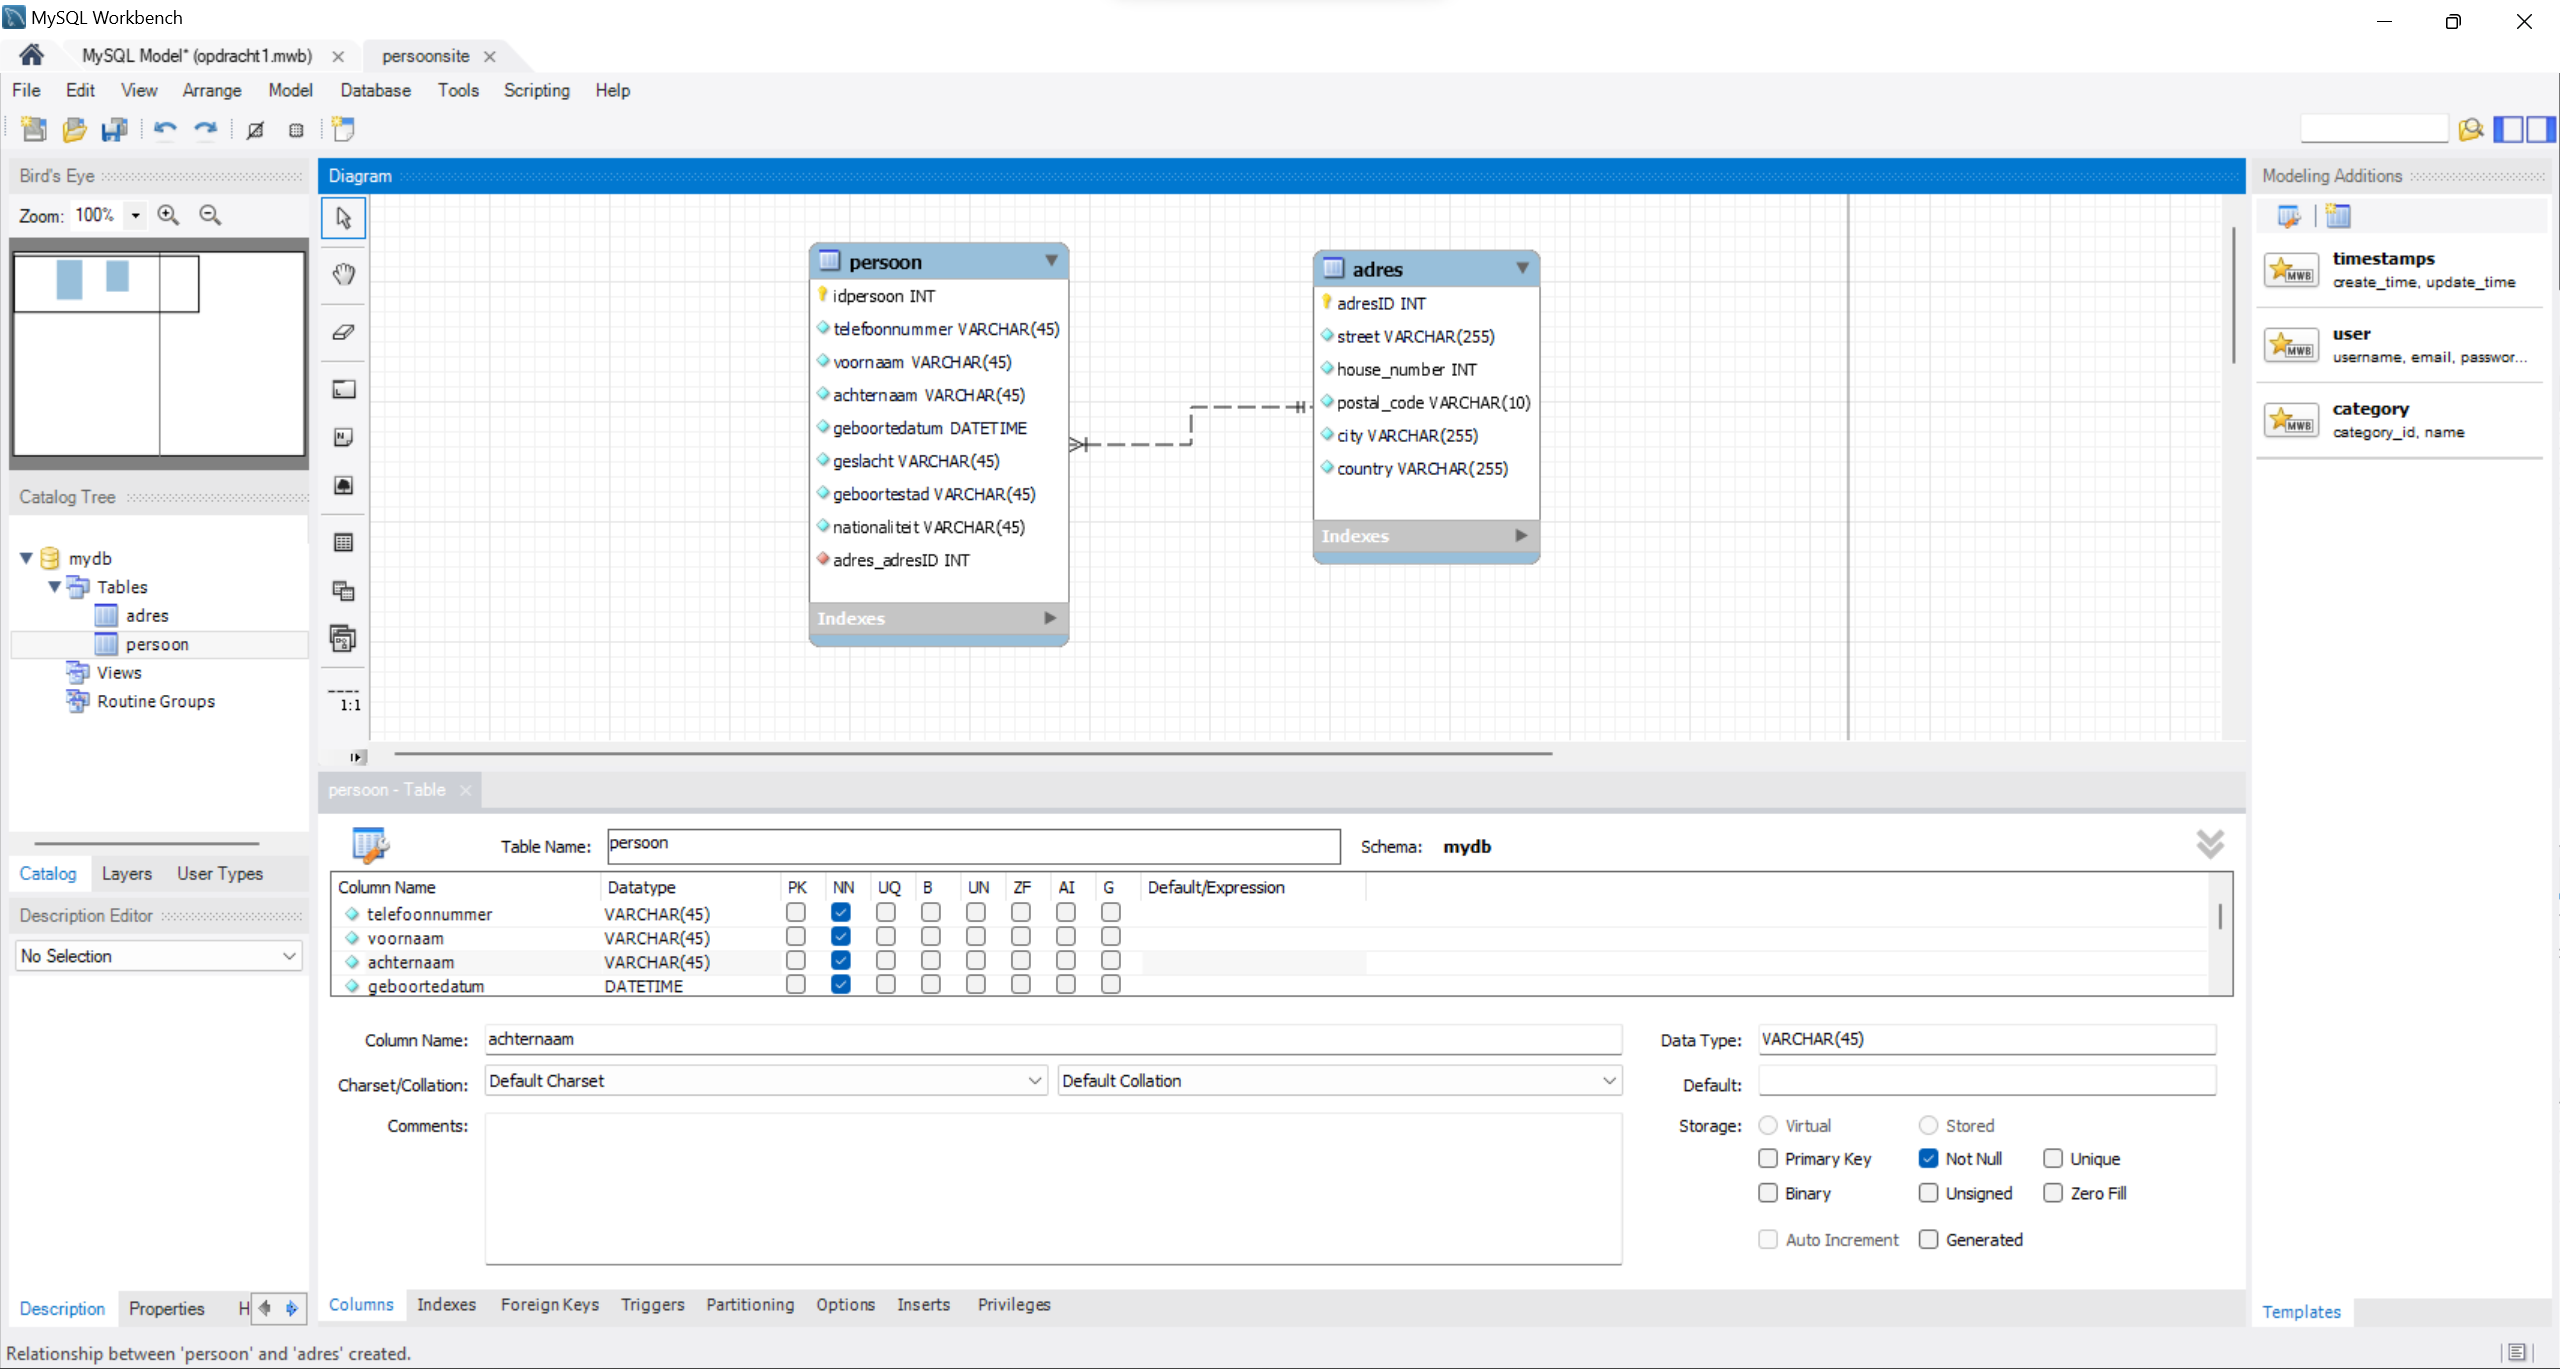 MySQL Workbench
MySQL Model* (opdracht1.mwb)
persoonsite
File Edit View Arrange Model Database Tools Scripting Help
Bird's Eye
Zoom: 100%
Diagram
Modeling Additions
persoon
idpersoon INT
telefoonnummer VARCHAR(45)
voornaam VARCHAR(45)
achternaam VARCHAR(45)
geboortedatum DATETIME
geslacht VARCHAR(45)
geboortestad VARCHAR(45)
nationaliteit VARCHAR(45)
adres_adresID INT
Indexes
adres
adresID INT
street VARCHAR(255)
house_number INT
postal_code VARCHAR(10)
city VARCHAR(255)
country VARCHAR(255)
Indexes
MWB
timestamps
create_time, update_time
MWB
user
username, email, passwor...
MWB
category
category_id, name
Catalog Tree
mydb
Tables
adres
persoon
Views
Routine Groups
N
1:1
Catalog Layers User Types
Description Editor
No Selection
persoon - Table
Table Name: persoon Schema: mydb
Column Name Datatype PK NN UQ B UN ZF AI G Default/Expression
telefoonnummer VARCHAR(45)
voornaam VARCHAR(45)
achternaam VARCHAR(45)
geboortedatum DATETIME
Column Name: achternaam Data Type: VARCHAR(45)
Charset/Collation: Default Charset Default Collation Default:
Comments: Storage: Virtual Stored
Primary Key Not Null Unique
Binary Unsigned Zero Fill
Auto Increment Generated
Description Properties H
Columns Indexes Foreign Keys Triggers Partitioning Options Inserts Privileges
Templates
Relationship between 'persoon' and 'adres' created.